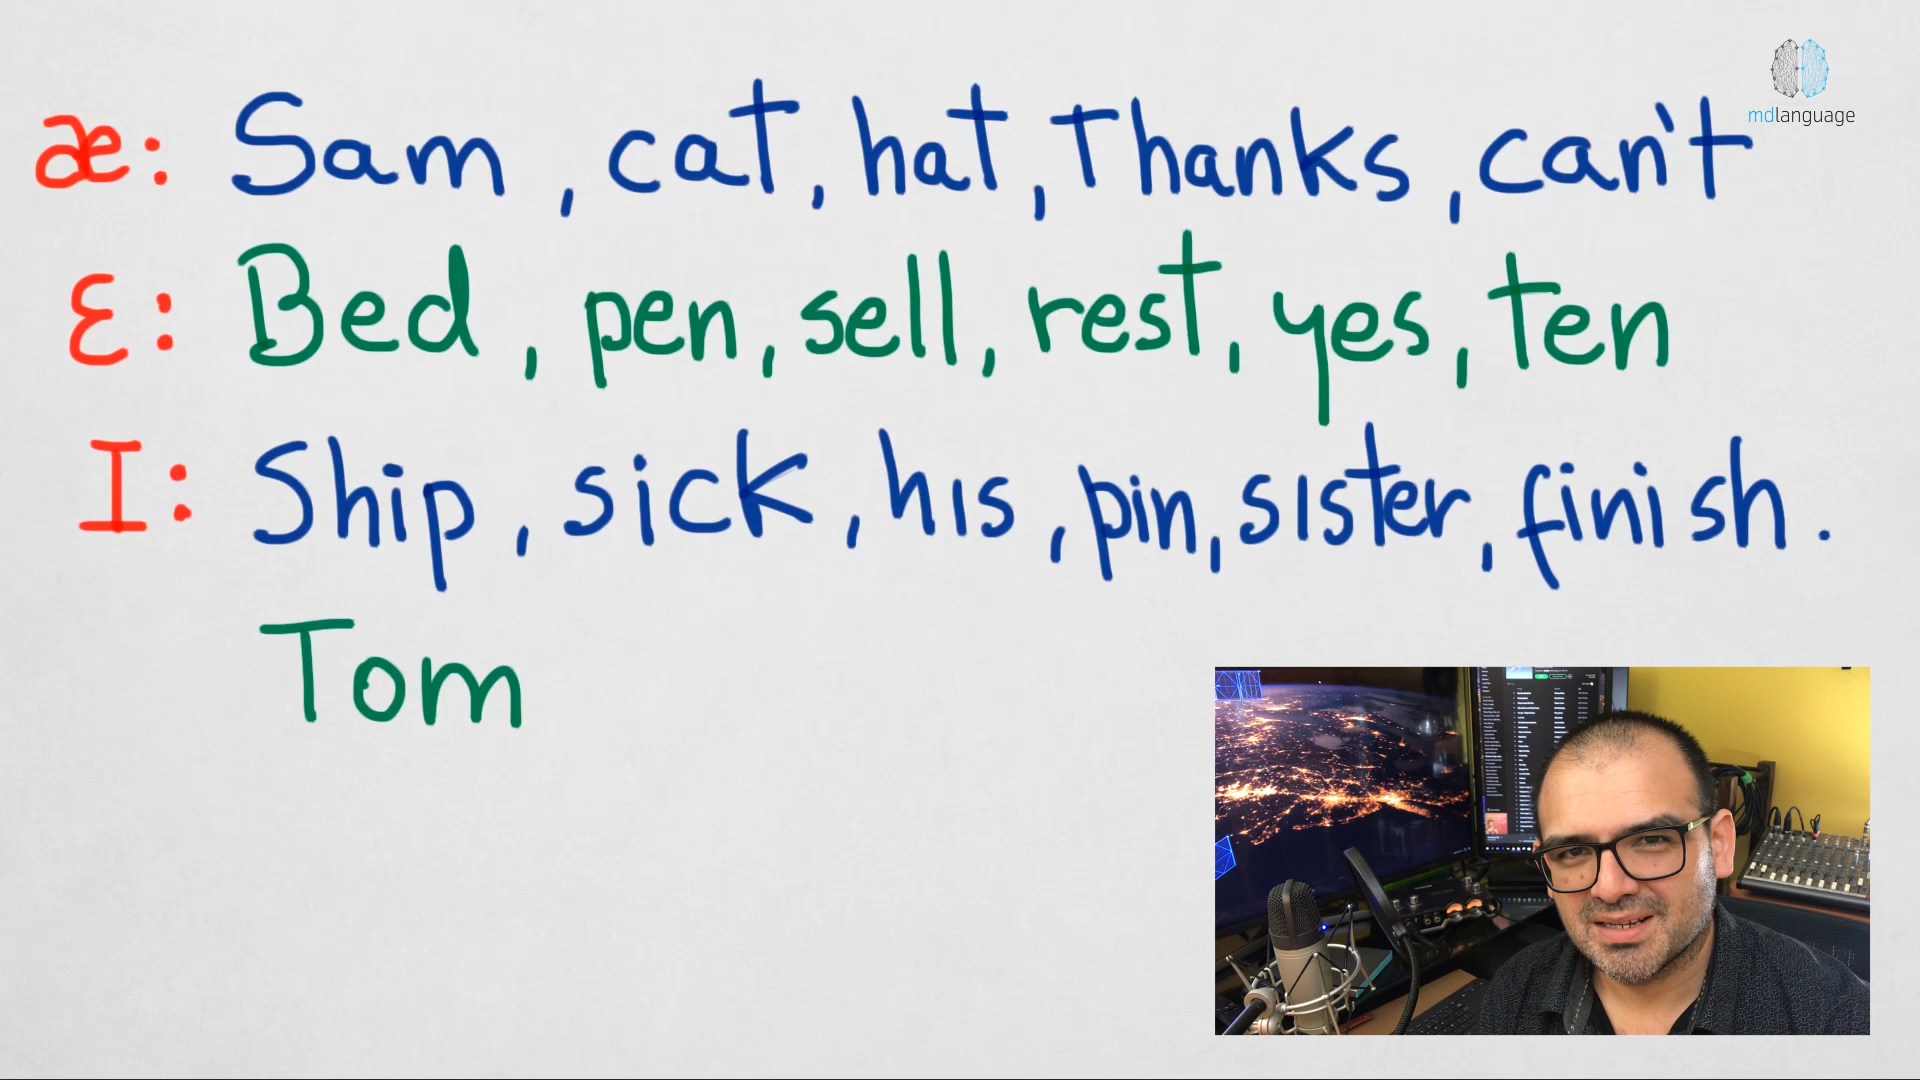 mdlanguage
æ: Sam, cat, hat, Thanks, can't
ɛ: Bed, pen, sell, rest, yes, ten
I: Ship, sick, his, pin, sister, finish.
Tom